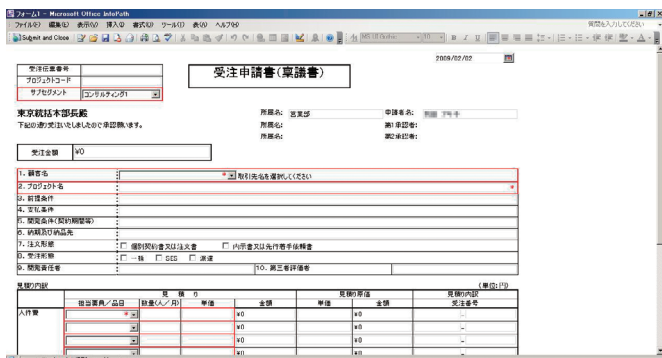 フォーム1 - Microsoft Office InfoPath
ファイル(F) 編集(E) 表示(V) 挿入(I) 書式(O) ツール(T) 表(A) ヘルプ(H)
質問を入力してください
Submit and Close
MS UI Gothic 10 B I U
2009/02/02
受注伝票番号
プロジェクトコード
サブセグメント コンサルティング1
受注申請書(稟議書)
東京統括本部長殿
下記の通り受注いたしましたので承認願います。
所属名: 営業部 申請者名:
所属名: 第1承認者:
所属名: 第2承認者:
受注金額 ¥0
1. 顧客名 : * 取引先名を選択してください
2. プロジェクト名 : *
3. 前提条件 :
4. 支払条件 :
5. 開発条件(契約期間等) :
6. 納期及び納品先 :
7. 注文形態 : □ 個別契約書又は注文書 □ 内示書又は先行着手依頼書
8. 受注形態 : □ 一括 □ SES □ 派遣
9. 開発責任者 : 10. 第三者評価者
見積り内訳 (単位:円)
見 積 り 見積り原価 見積り内訳
担当要員/品目 数量(人/月) 単価 金額 単価 金額 受注番号
人件費 * ¥0 ¥0 -
¥0 ¥0 -
¥0 ¥0 -
¥0 ¥0 -